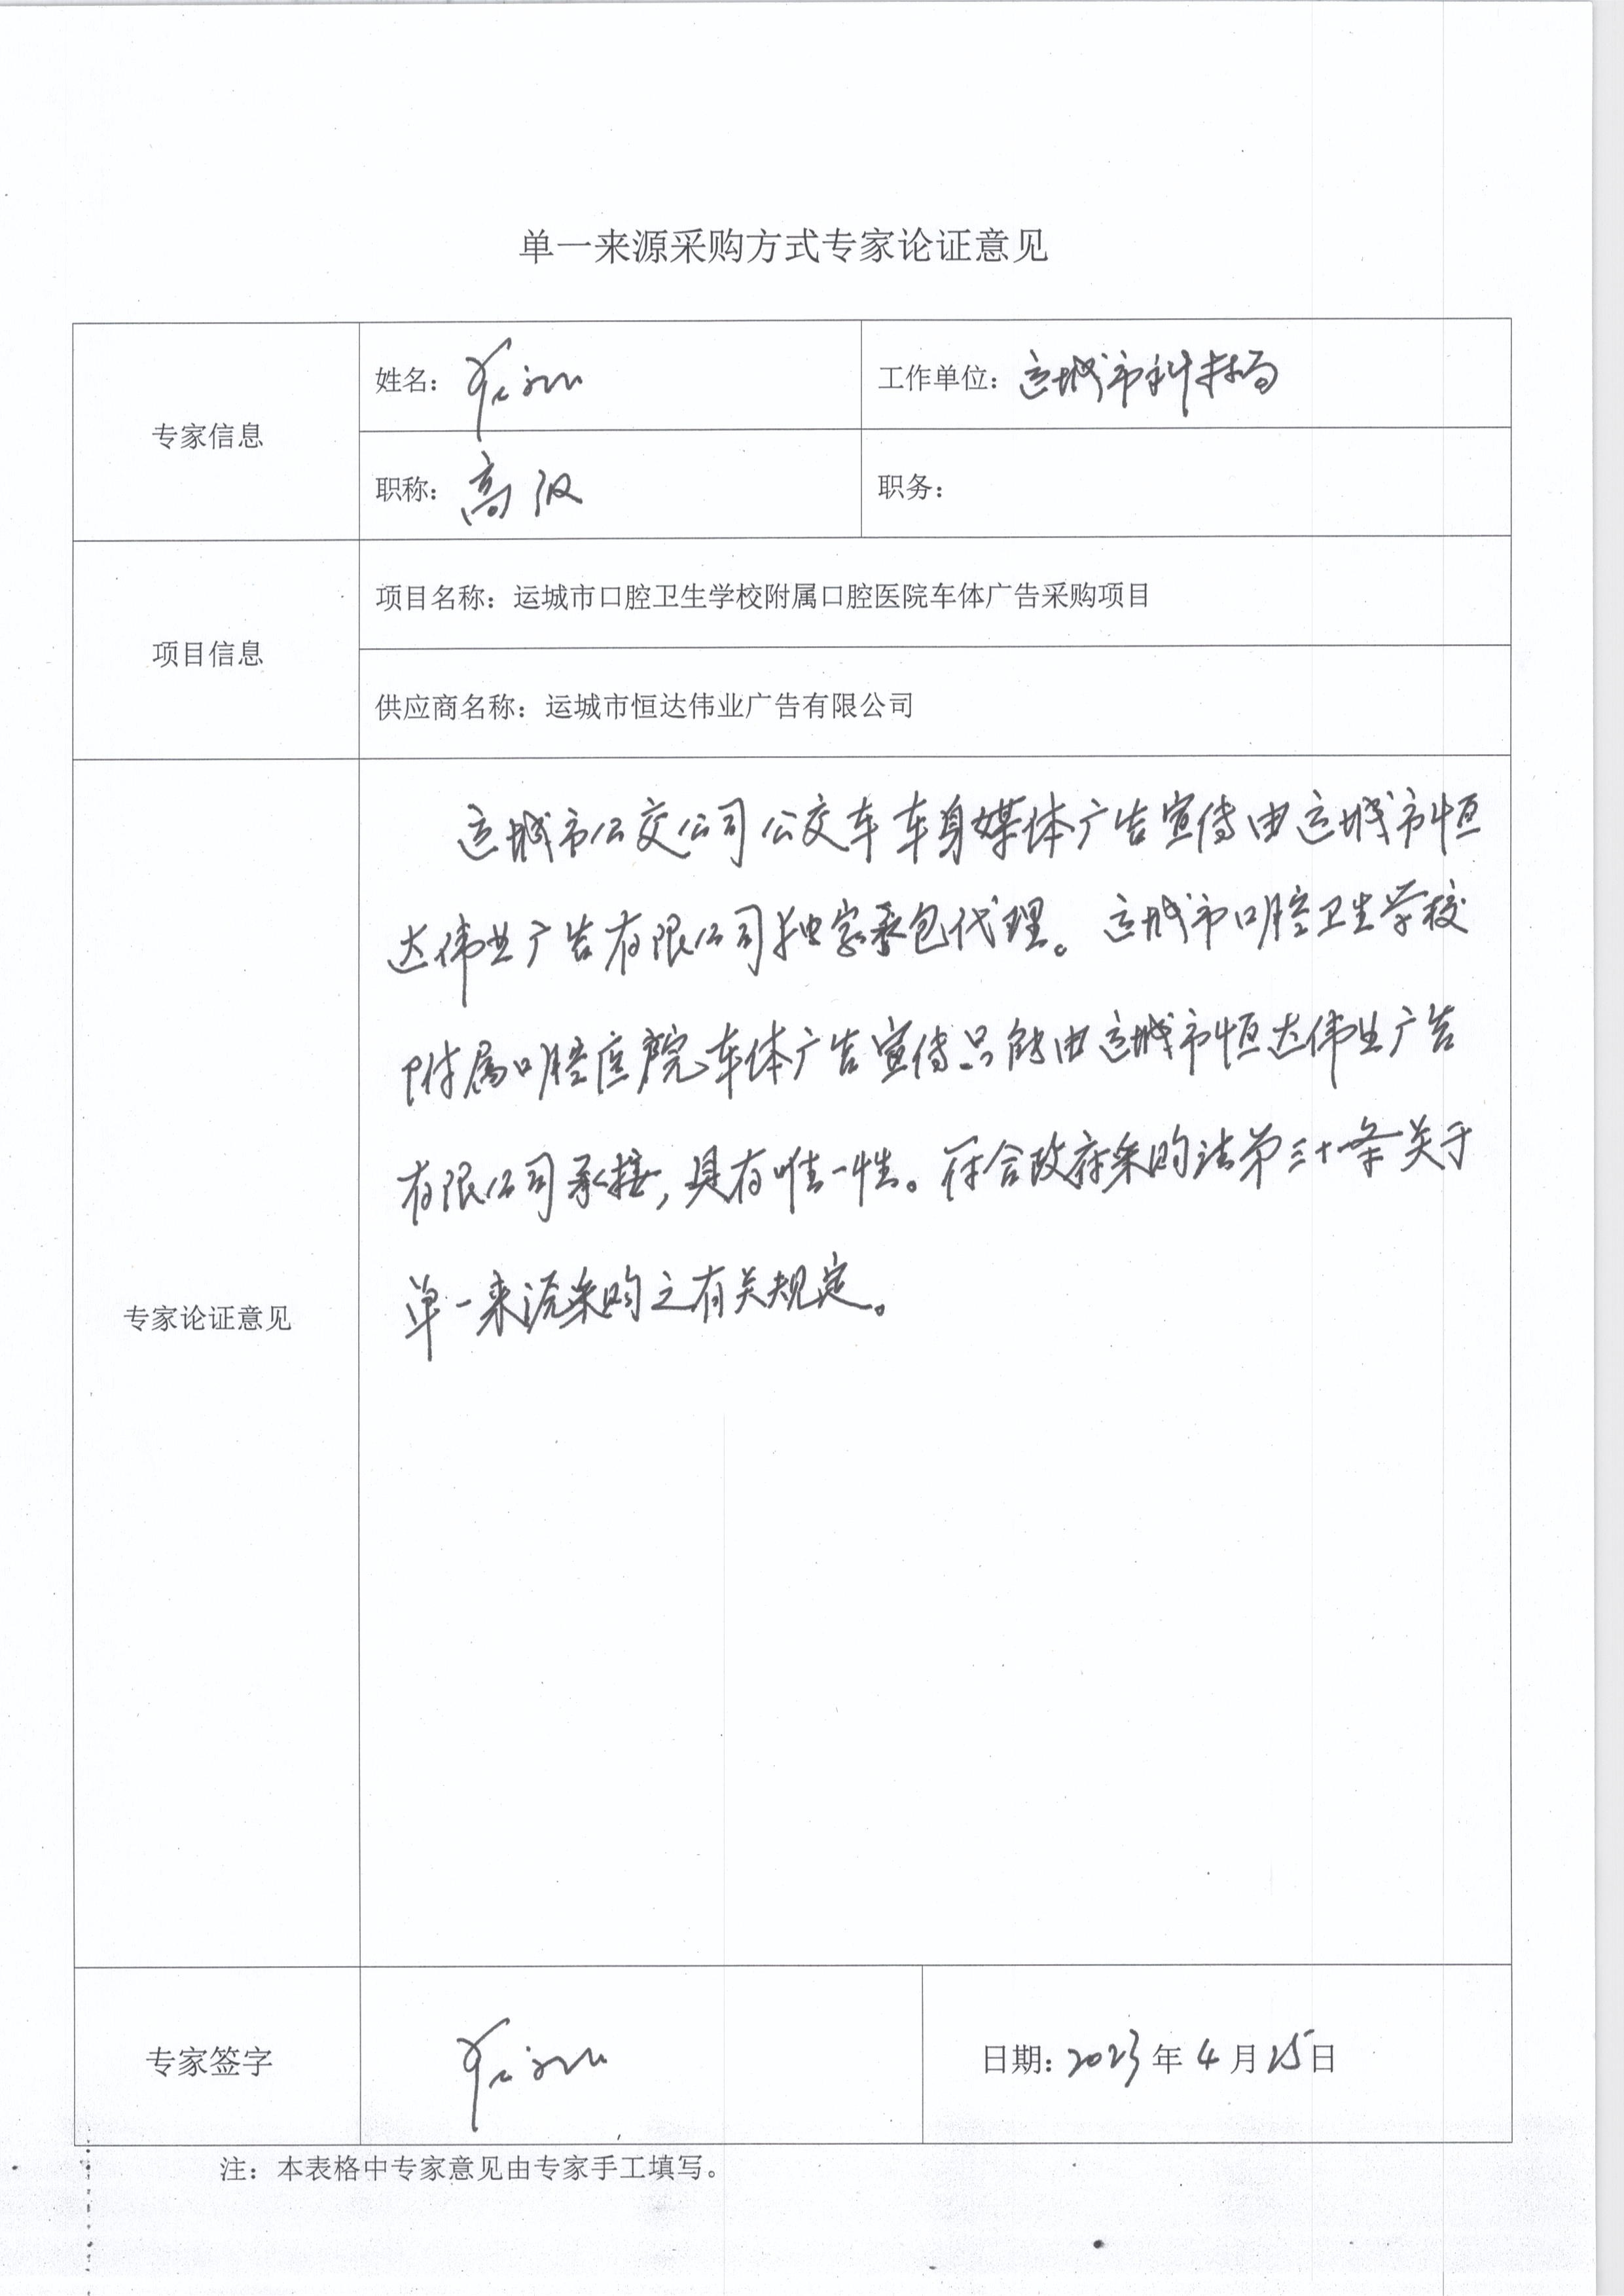 单一来源采购方式专家论证意见
专家信息
姓名：
工作单位：运城市科技局
职称：高级
职务：
项目信息
项目名称：运城市口腔卫生学校附属口腔医院车体广告采购项目
供应商名称：运城市恒达伟业广告有限公司
专家论证意见
运城市公交公司公交车车身媒体广告宣传由运城市恒
达伟业广告有限公司独家承包代理。运城市口腔卫生学校
附属口腔医院车体广告宣传只能由运城市恒达伟业广告
有限公司承接，具有唯一性。符合政府采购法第三十一条关于
单一来源采购之有关规定。
专家签字
日期：2023年4月25日
注：本表格中专家意见由专家手工填写。